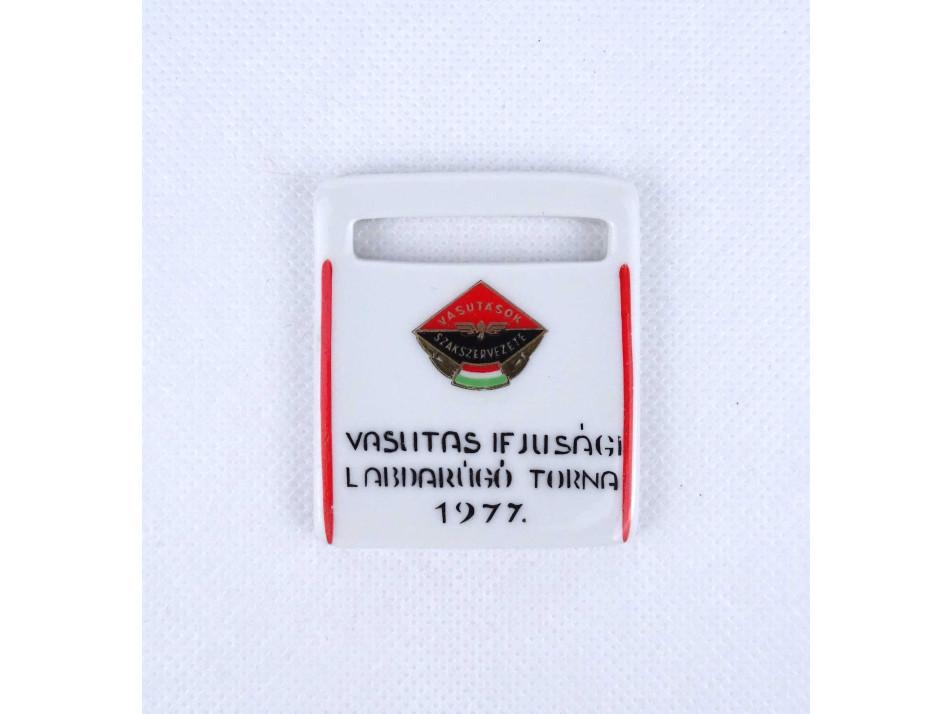 VASUTASOK
SZAKSZERVEZETE
VASUTAS IFJUSÁGI
LABDARÚGÓ TORNA
1977.